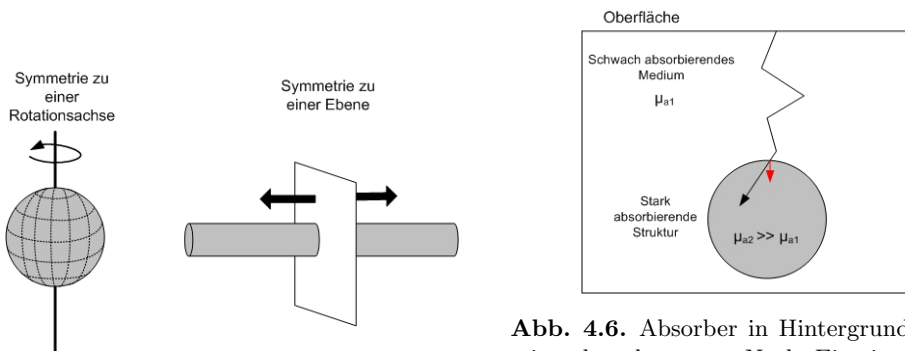 Symmetrie zu
einer
Rotationsachse
Symmetrie zu
einer Ebene
Oberfläche
Schwach absorbierendes
Medium
μa1
Stark
absorbierende
Struktur
μa2 >> μa1
Abb. 4.6. Absorber in Hintergrund